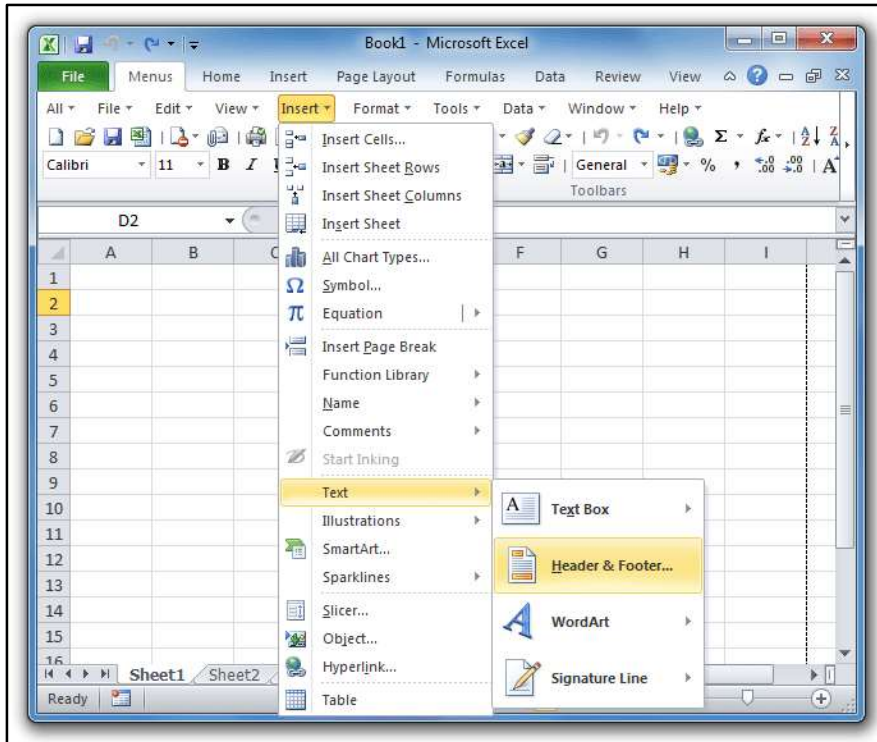 Book1 - Microsoft Excel
File Menus Home Insert Page Layout Formulas Data Review View
All File Edit View Insert Format Tools Data Window Help
Calibri 11 B I General % , .00 .0 A
Toolbars
D2
A B C F G H I
1
2
3
4
5
6
7
8
9
10
11
12
13
14
15
16
Insert Cells...
Insert Sheet Rows
Insert Sheet Columns
Insert Sheet
All Chart Types...
Ω Symbol...
π Equation
Insert Page Break
Function Library
Name
Comments
Start Inking
Text
Illustrations
SmartArt...
Sparklines
Slicer...
Object...
Hyperlink...
Table
A Text Box
Header & Footer...
A WordArt
Signature Line
Sheet1 Sheet2
Ready